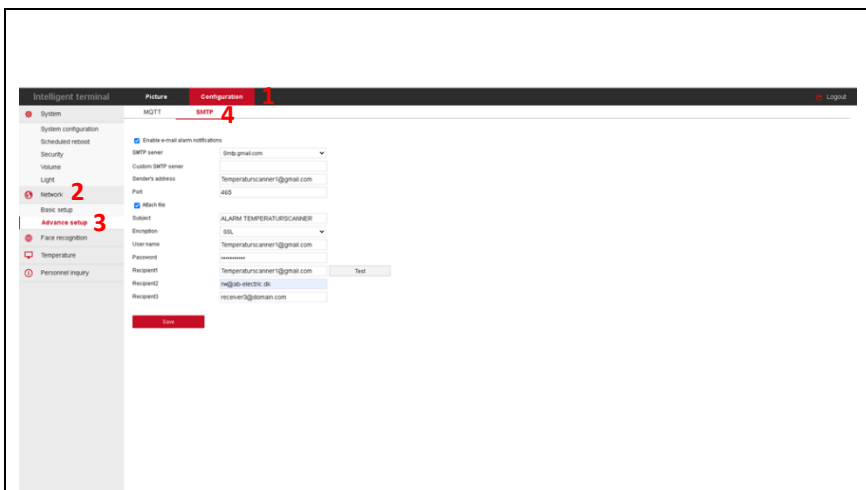 Intelligent terminal Picture Configuration 1 Logout
System MQTT SMTP 4
System configuration
Scheduled reboot
Security
Volume
Light
Network 2
Basic setup
Advance setup 3
Face recognition
Temperature
Personnel inquiry
Enable e-mail alarm notifications
SMTP server Smtp.gmail.com
Custom SMTP server
Sender's address Temperaturscanner1@gmail.com
Port 465
Attach file
Subject ALARM TEMPERATURSCANNER
Encryption SSL
User name Temperaturscanner1@gmail.com
Password •••••••••••
Recipient1 Temperaturscanner1@gmail.com Test
Recipient2 rw@ab-electric.dk
Recipient3 receiver3@domain.com
Save